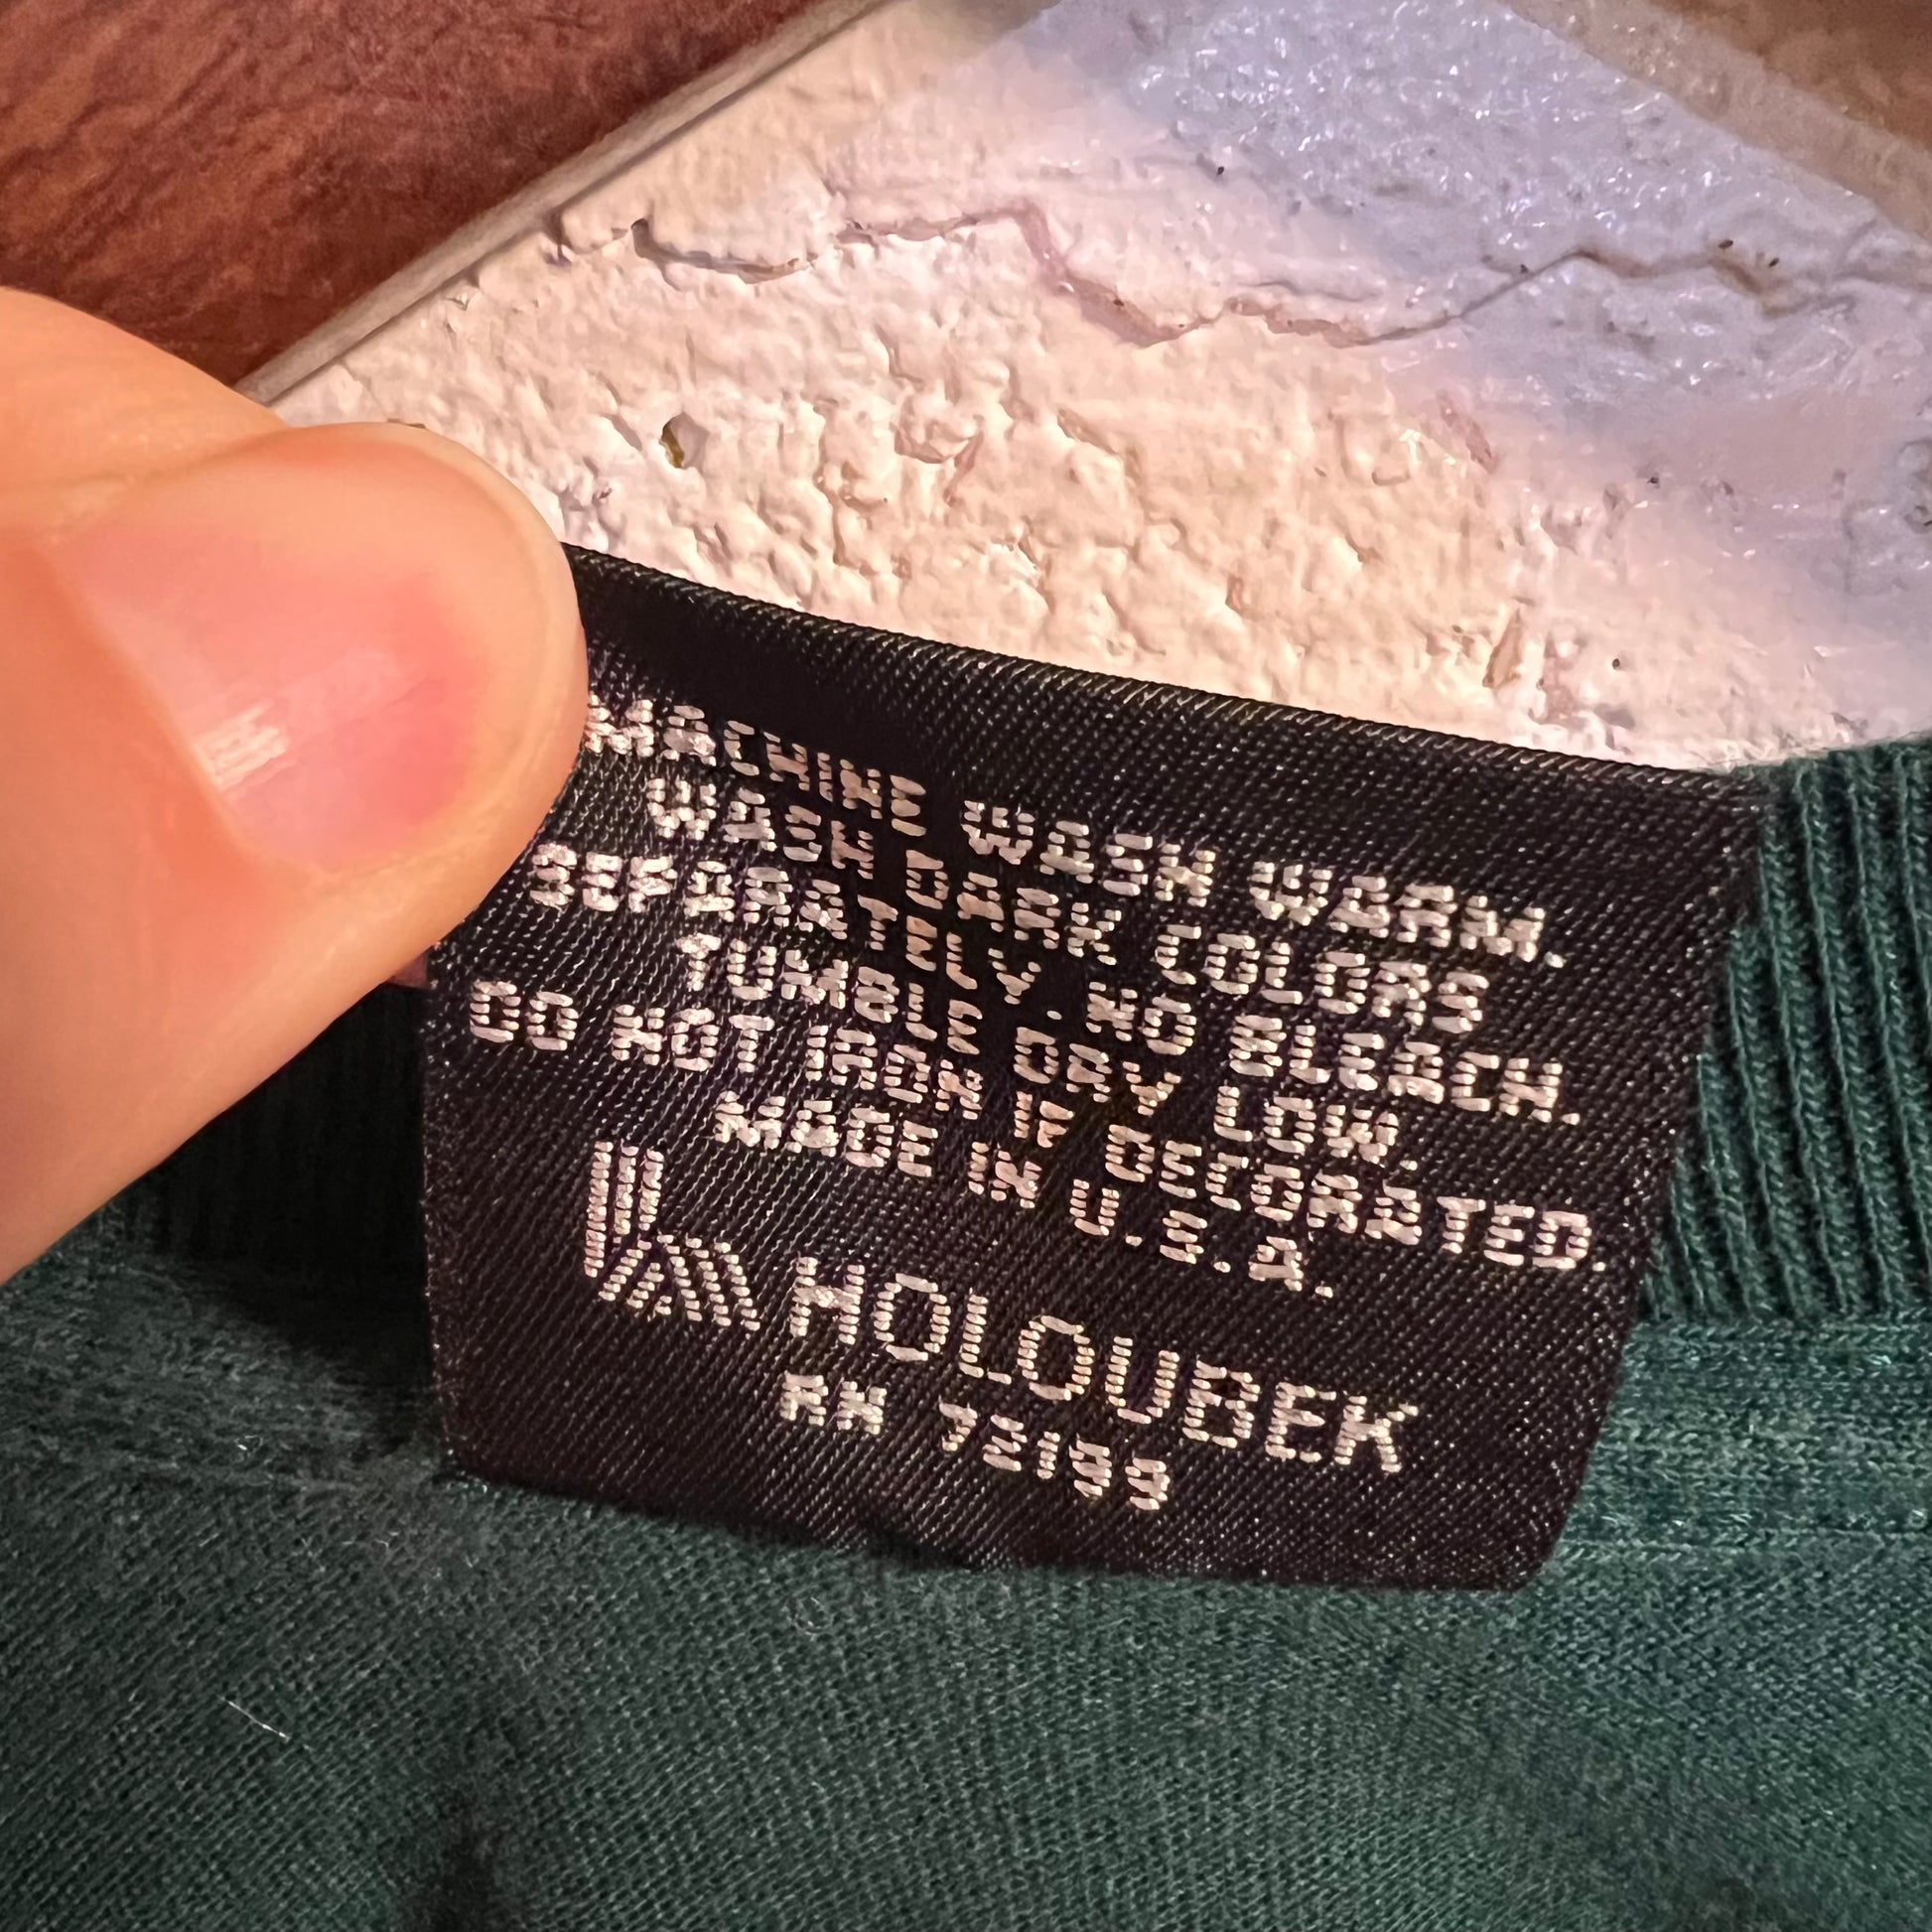 MACHINE WASH WARM.
WASH DARK COLORS
SEPARATELY. NO BLEACH.
TUMBLE DRY LOW.
DO NOT IRON IF DECORATED.
MADE IN U.S.A.
HOLOUBEK
RN 72199